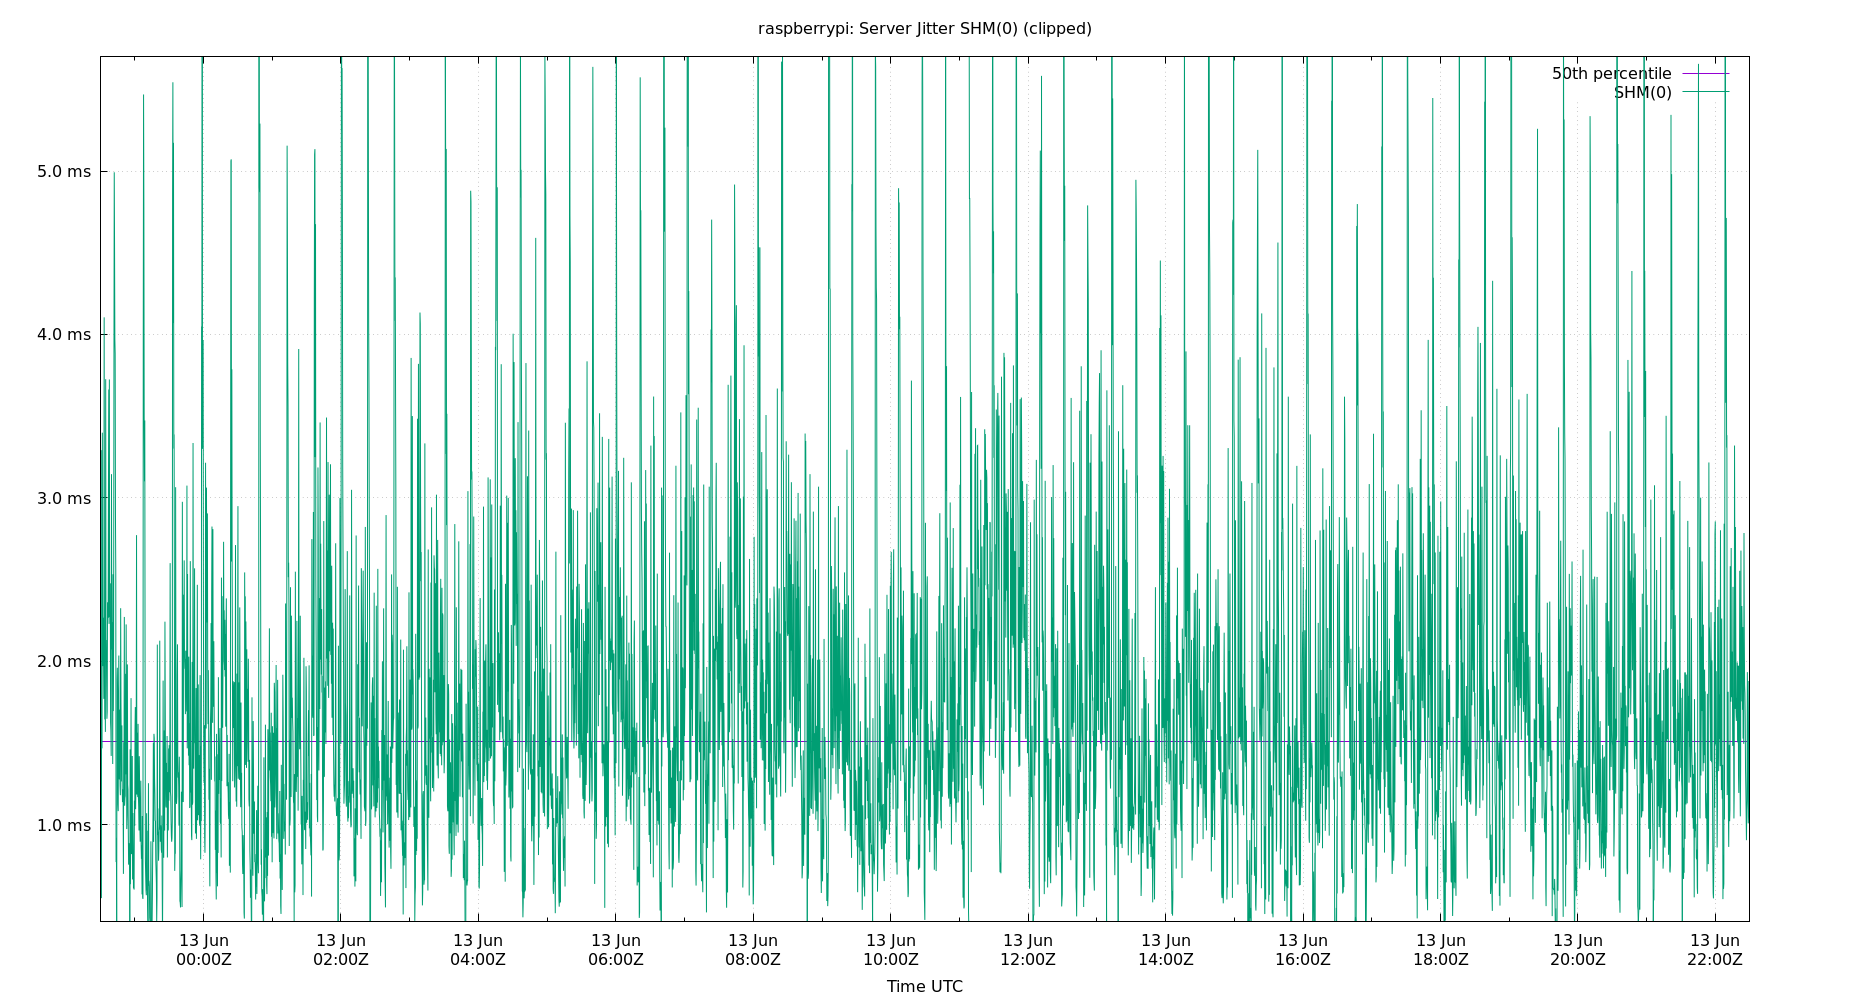 raspberrypi: Server Jitter SHM(0) (clipped)
50th percentile
SHM(0)
5.0 ms
4.0 ms
3.0 ms
2.0 ms
1.0 ms
13 Jun 13 Jun 13 Jun 13 Jun 13 Jun 13 Jun 13 Jun 13 Jun 13 Jun 13 Jun 13 Jun 13 Jun
00:00Z 02:00Z 04:00Z 06:00Z 08:00Z 10:00Z 12:00Z 14:00Z 16:00Z 18:00Z 20:00Z 22:00Z
Time UTC